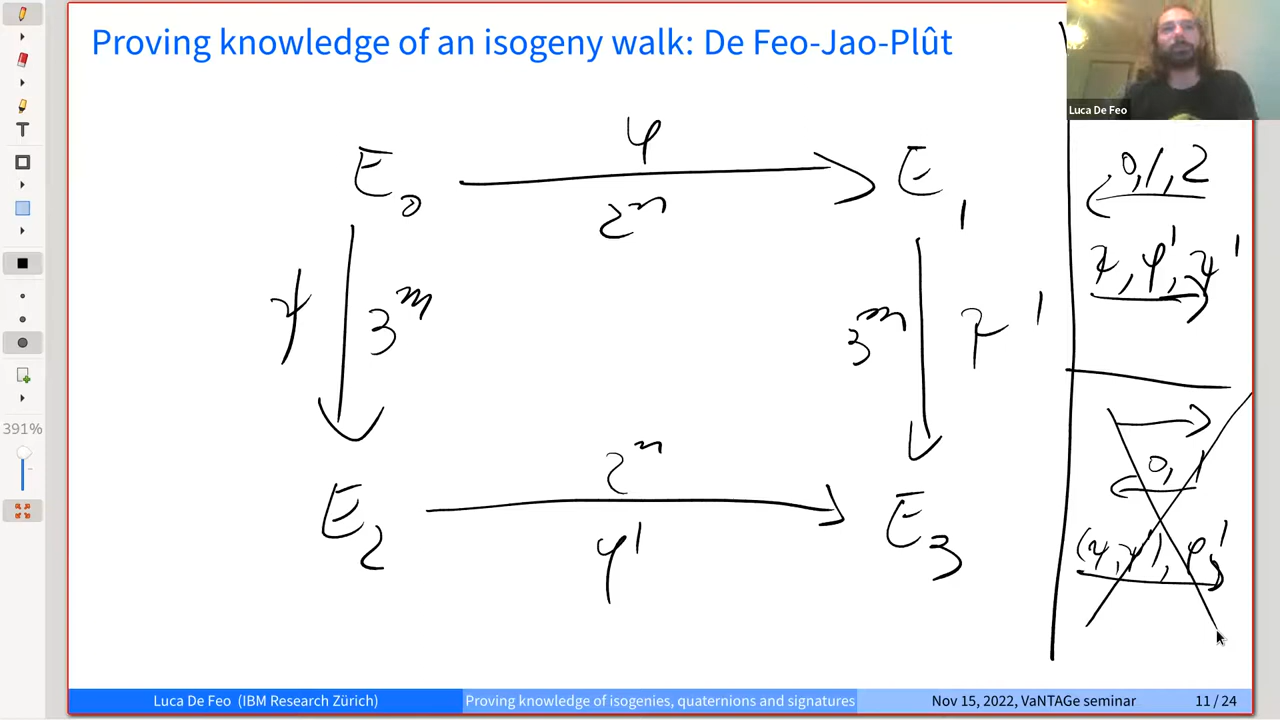 Proving knowledge of an isogeny walk: De Feo-Jao-Plût
Luca De Feo
φ
E0 E1
2^n
0,1,2
ψ, φ', ψ'
ψ 3^m 3^m ψ'
0,1
(ψ,ψ'), φ'
2^n
E2 E3
φ'
T
391%
Luca De Feo (IBM Research Zürich) Proving knowledge of isogenies, quaternions and signatures Nov 15, 2022, VaNTAGe seminar 11 / 24